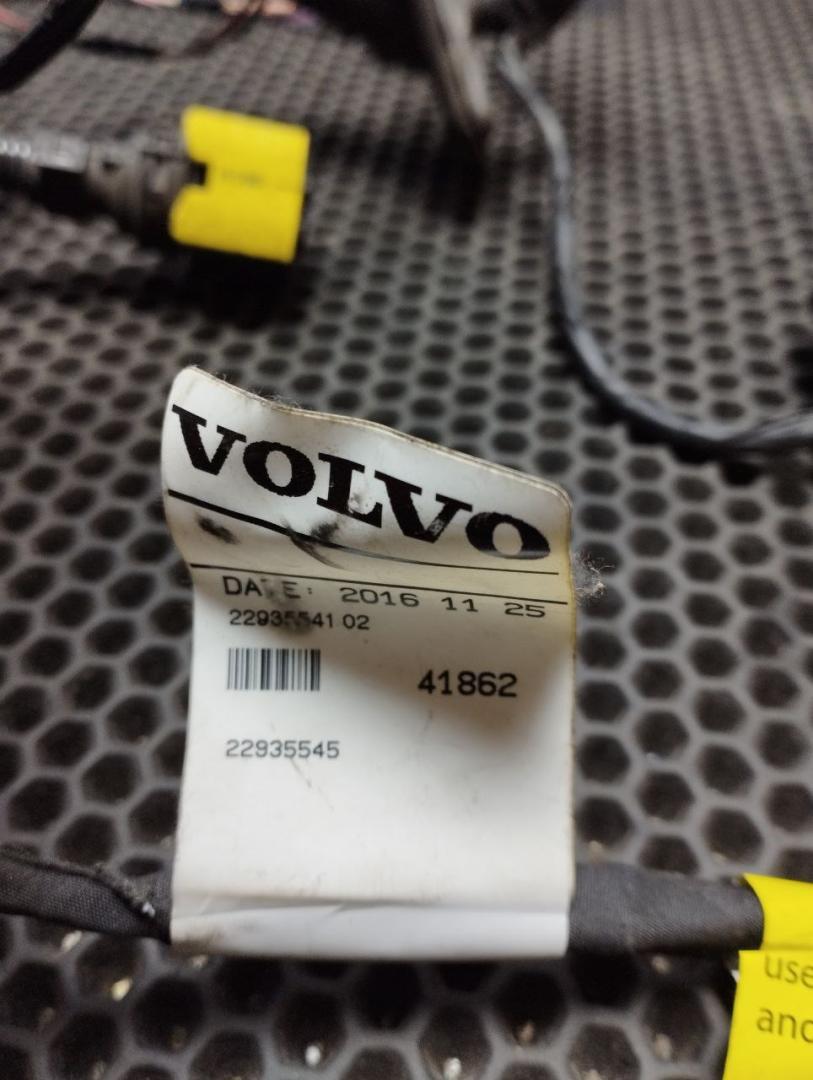 VOLVO
DATE: 2016 11 25
22935541 02
41862
22935545
use
and